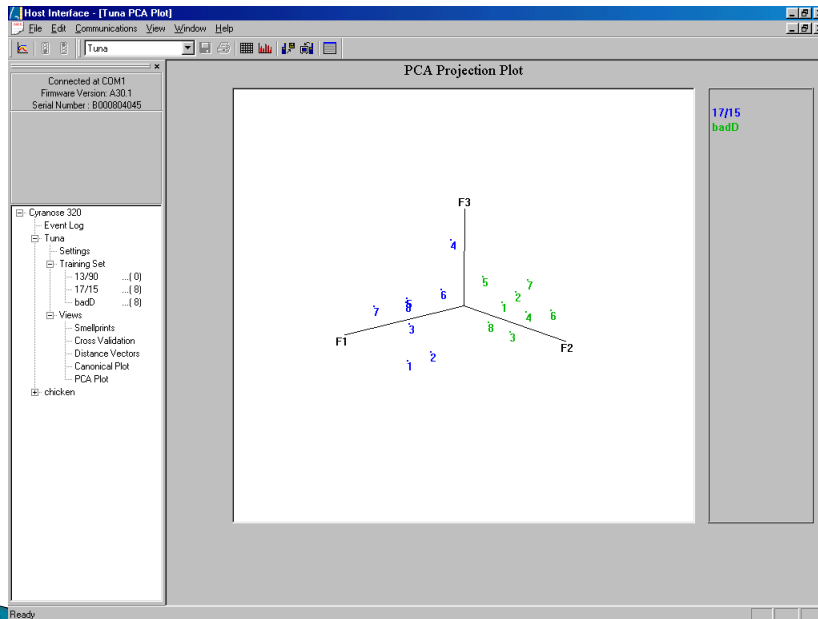 Host Interface - [Tuna PCA Plot]
File Edit Communications View Window Help
Tuna
Connected at COM1
Firmware Version: A30.1
Serial Number : B000804045
Cyranose 320
Event Log
Tuna
Settings
Training Set
13/90 ...( 0)
17/15 ...( 8)
badD ...( 8)
Views
Smellprints
Cross Validation
Distance Vectors
Canonical Plot
PCA Plot
chicken
PCA Projection Plot
F3
4
5
7
6
2
5
8
7
1
4
6
3
8
3
F1
F2
2
1
17/15
badD
Ready